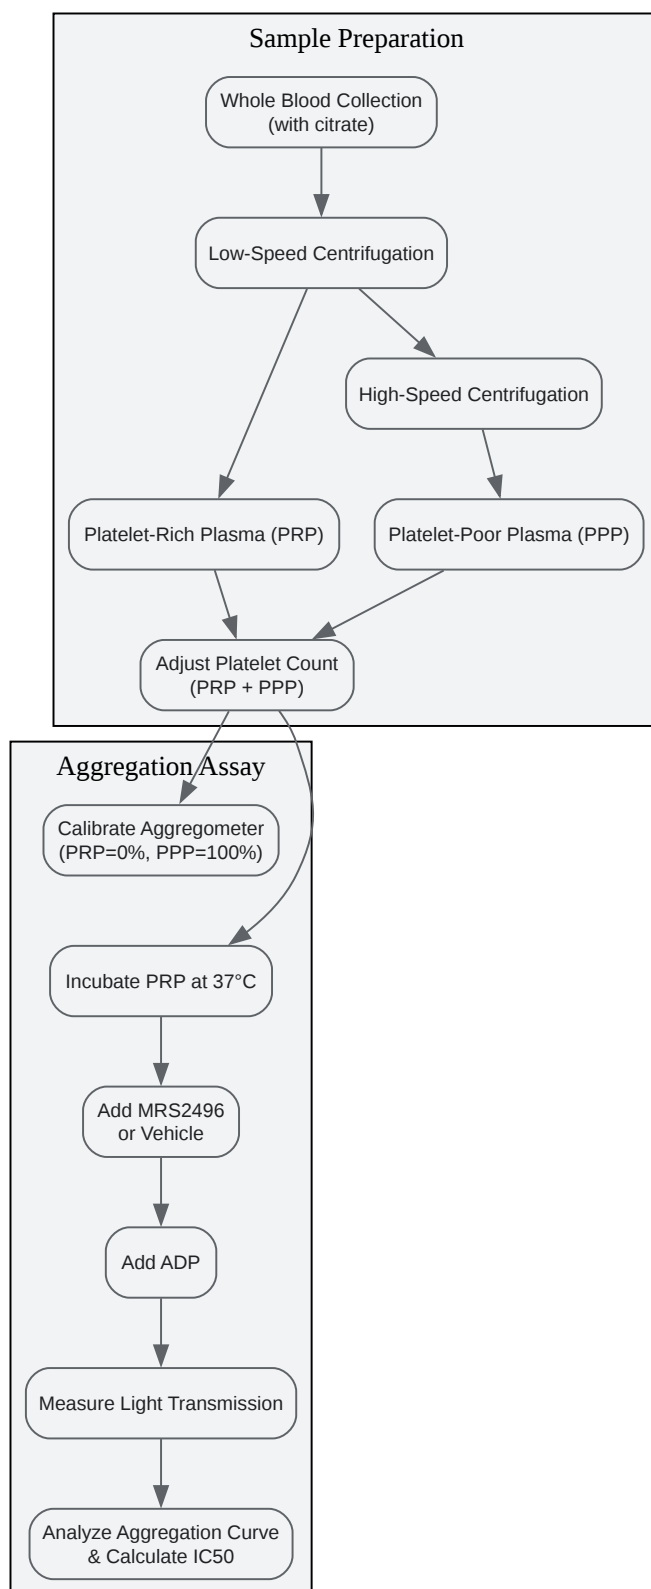 Sample Preparation
Whole Blood Collection
(with citrate)
Low-Speed Centrifugation
High-Speed Centrifugation
Platelet-Rich Plasma (PRP)
Platelet-Poor Plasma (PPP)
Adjust Platelet Count
(PRP + PPP)
Aggregation Assay
Calibrate Aggregometer
(PRP=0%, PPP=100%)
Incubate PRP at 37°C
Add MRS2496
or Vehicle
Add ADP
Measure Light Transmission
Analyze Aggregation Curve
& Calculate IC50